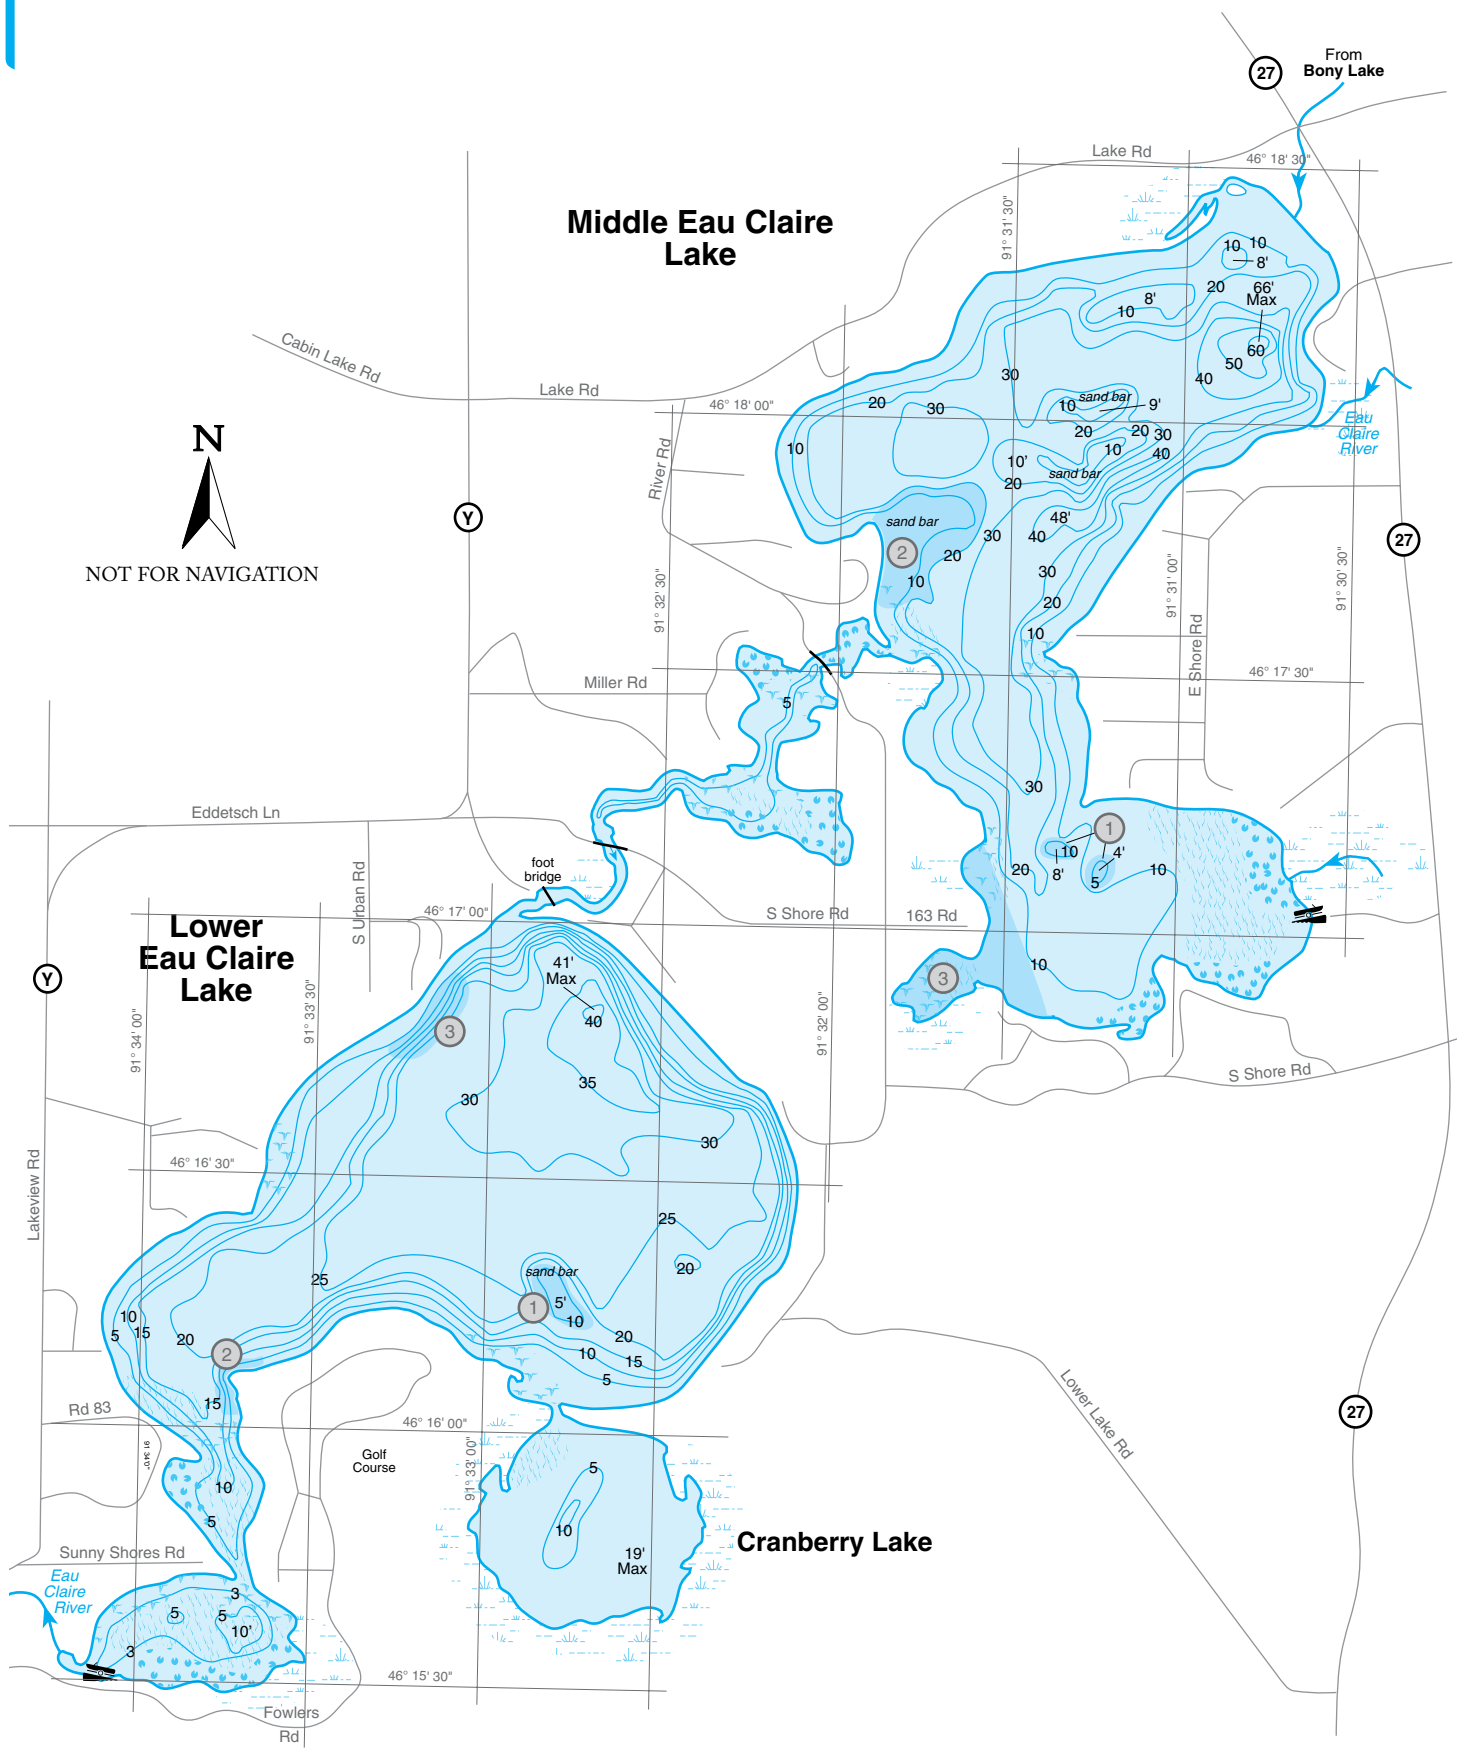 27
From
Bony Lake
Lake Rd
46° 18' 30"
91° 31' 30"
Middle Eau Claire
Lake
10
10
8'
20
66'
Max
8'
10
60
50
40
Cabin Lake Rd
Lake Rd
30
46° 18' 00"
20
30
sand bar
10
9'
Eau
Claire
River
20
20
30
10
10
40
10'
sand bar
20
N
River Rd
Y
NOT FOR NAVIGATION
sand bar
48'
30
40
27
2
20
10
30
20
91° 32' 30"
91° 31' 00"
91° 30' 30"
10
E Shore Rd
46° 17' 30"
Miller Rd
5
30
Eddetsch Ln
1
10
4'
8'
5
20
10
foot
bridge
S Urban Rd
46° 17' 00"
S Shore Rd
163 Rd
Lower
Eau Claire
Lake
Y
41'
Max
10
3
91° 33' 30"
91° 34' 00"
91° 32' 00"
3
40
S Shore Rd
35
30
30
46° 16' 30"
Lakeview Rd
25
20
25
sand bar
5'
1
10
10
5
15
20
2
20
10
15
5
15
Lower Lake Rd
Rd 83
46° 16' 00"
27
91 34'0"
Golf
Course
91° 33' 00"
5
10
5
10
19'
Max
Cranberry Lake
Sunny Shores Rd
Eau
Claire
River
3
5
5
10'
3
46° 15' 30"
Fowlers
Rd